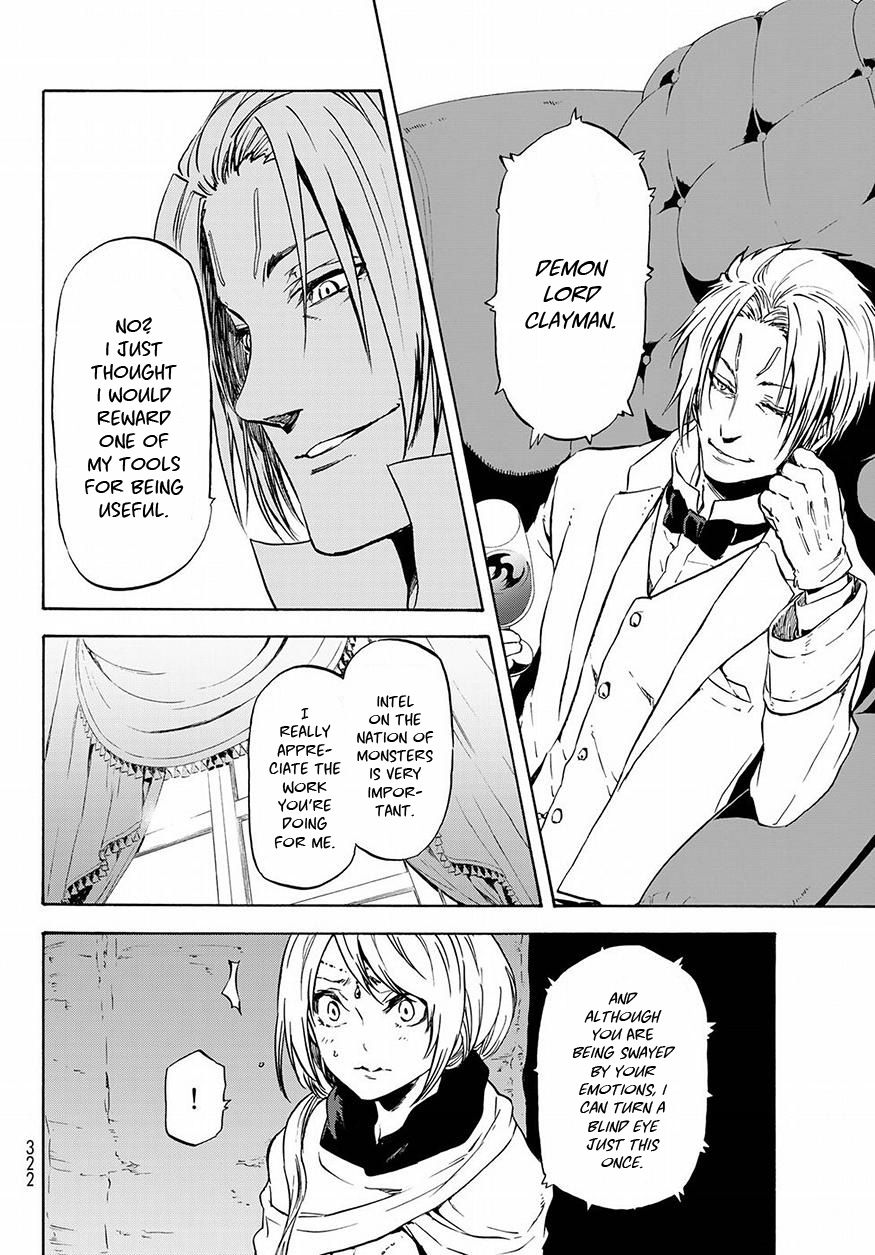 DEMON
LORD
CLAYMAN.
NO?
I JUST
THOUGHT
I WOULD
REWARD
ONE OF
MY TOOLS
FOR BEING
USEFUL.
INTEL
ON THE
NATION OF
MONSTERS
IS VERY
IMPOR-
TANT.
I
REALLY
APPRE-
CIATE THE
WORK
YOU'RE
DOING
FOR ME.
AND
ALTHOUGH
YOU ARE
BEING SWAYED
BY YOUR
EMOTIONS, I
CAN TURN A
BLIND EYE
JUST THIS
ONCE.
!
322